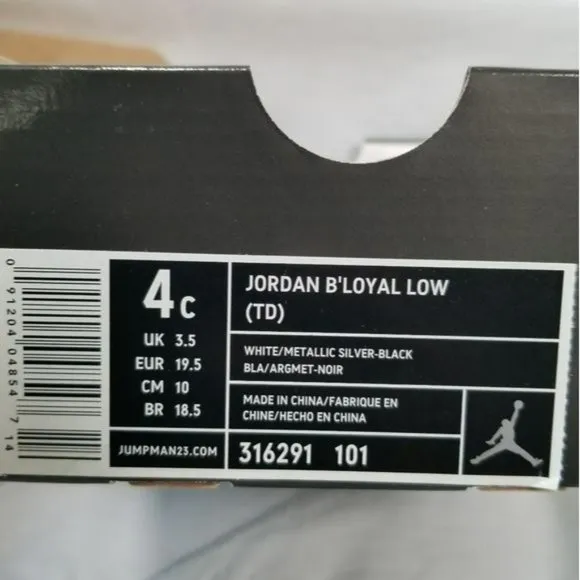 0 91204 04854 7 14
4C
UK 3.5
EUR 19.5
CM 10
BR 18.5
JUMPMAN23.COM
JORDAN B'LOYAL LOW
(TD)
WHITE/METALLIC SILVER-BLACK
BLA/ARGMET-NOIR
MADE IN CHINA/FABRIQUE EN
CHINE/HECHO EN CHINA
316291 101